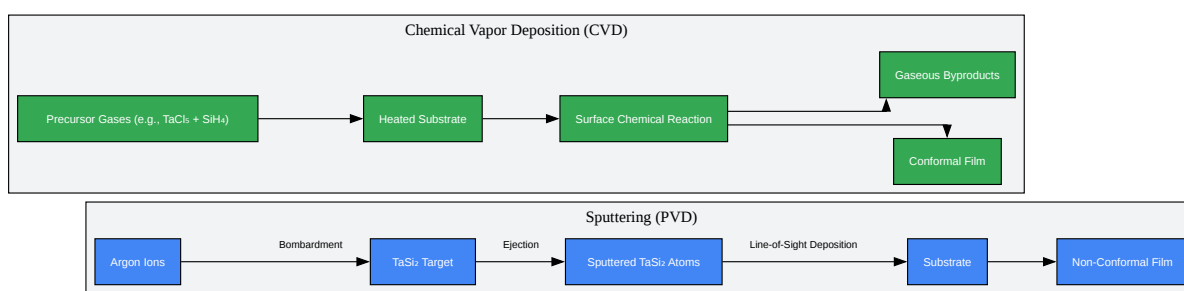 Chemical Vapor Deposition (CVD)
Gaseous Byproducts
Precursor Gases (e.g., TaCl₅ + SiH₄)
Heated Substrate
Surface Chemical Reaction
Conformal Film
Sputtering (PVD)
Argon Ions
Bombardment
TaSi₂ Target
Ejection
Sputtered TaSi₂ Atoms
Line-of-Sight Deposition
Substrate
Non-Conformal Film